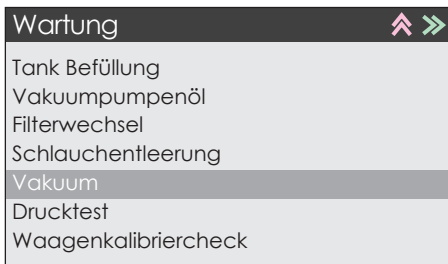 Wartung
Tank Befüllung
Vakuumpumpenöl
Filterwechsel
Schlauchentleerung
Vakuum
Drucktest
Waagenkalibriercheck